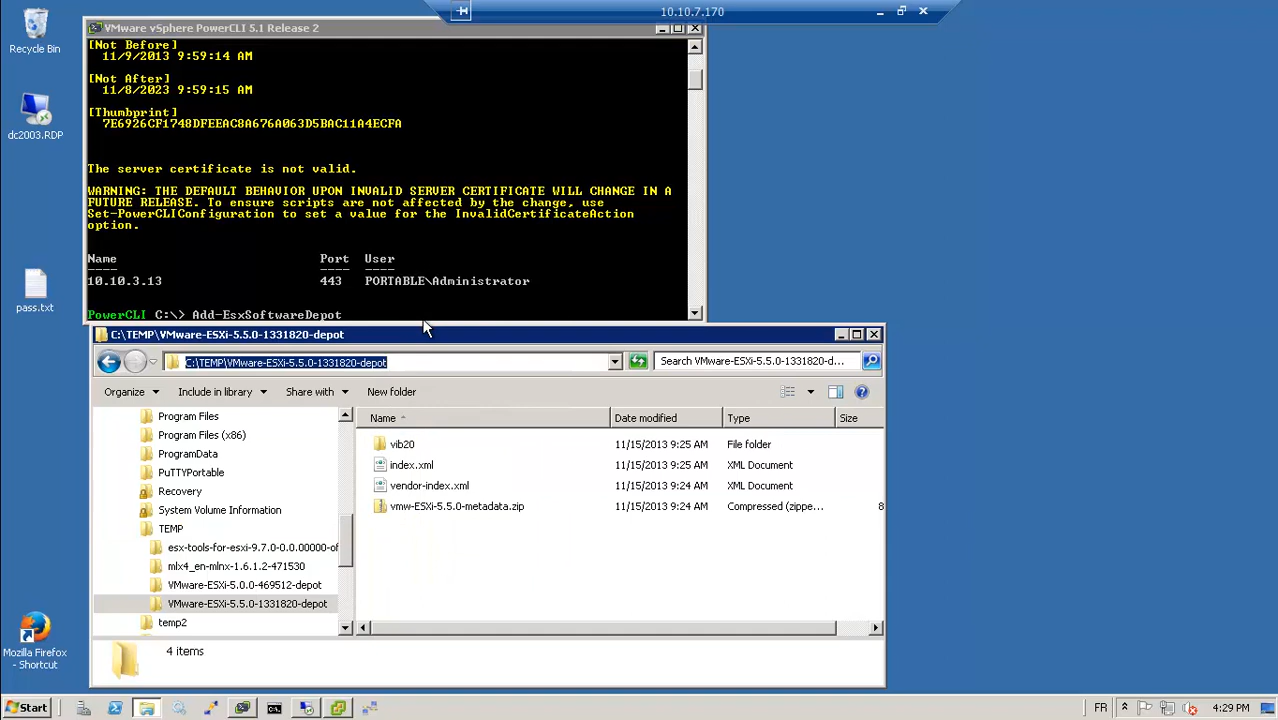 10.10.7.170
Recycle Bin
dc2003.RDP
pass.txt
Mozilla Firefox
- Shortcut
VMware vSphere PowerCLI 5.1 Release 2
[Not Before]
11/9/2013 9:59:14 AM
[Not After]
11/8/2023 9:59:15 AM
[Thumbprint]
7E6926CF1748DFEEAC8A676A063D5BAC11A4ECFA
The server certificate is not valid.
WARNING: THE DEFAULT BEHAVIOR UPON INVALID SERVER CERTIFICATE WILL CHANGE IN A
FUTURE RELEASE. To ensure scripts are not affected by the change, use
Set-PowerCLIConfiguration to set a value for the InvalidCertificateAction
option.
Name Port User
---- ---- ----
10.10.3.13 443 PORTABLE\Administrator
PowerCLI C:\> Add-EsxSoftwareDepot
C:\TEMP\VMware-ESXi-5.5.0-1331820-depot
C:\TEMP\VMware-ESXi-5.5.0-1331820-depot
Search VMware-ESXi-5.5.0-1331820-d...
Organize Include in library Share with New folder
Program Files
Program Files (x86)
ProgramData
PuTTYPortable
Recovery
System Volume Information
TEMP
esx-tools-for-esxi-9.7.0-0.0.00000-of
mlx4_en-mlnx-1.6.1.2-471530
VMware-ESXi-5.0.0-469512-depot
VMware-ESXi-5.5.0-1331820-depot
temp2
Name Date modified Type Size
vib20 11/15/2013 9:25 AM File folder
index.xml 11/15/2013 9:25 AM XML Document
vendor-index.xml 11/15/2013 9:24 AM XML Document
vmw-ESXi-5.5.0-metadata.zip 11/15/2013 9:24 AM Compressed (zippe... 8
4 items
Start
FR
4:29 PM